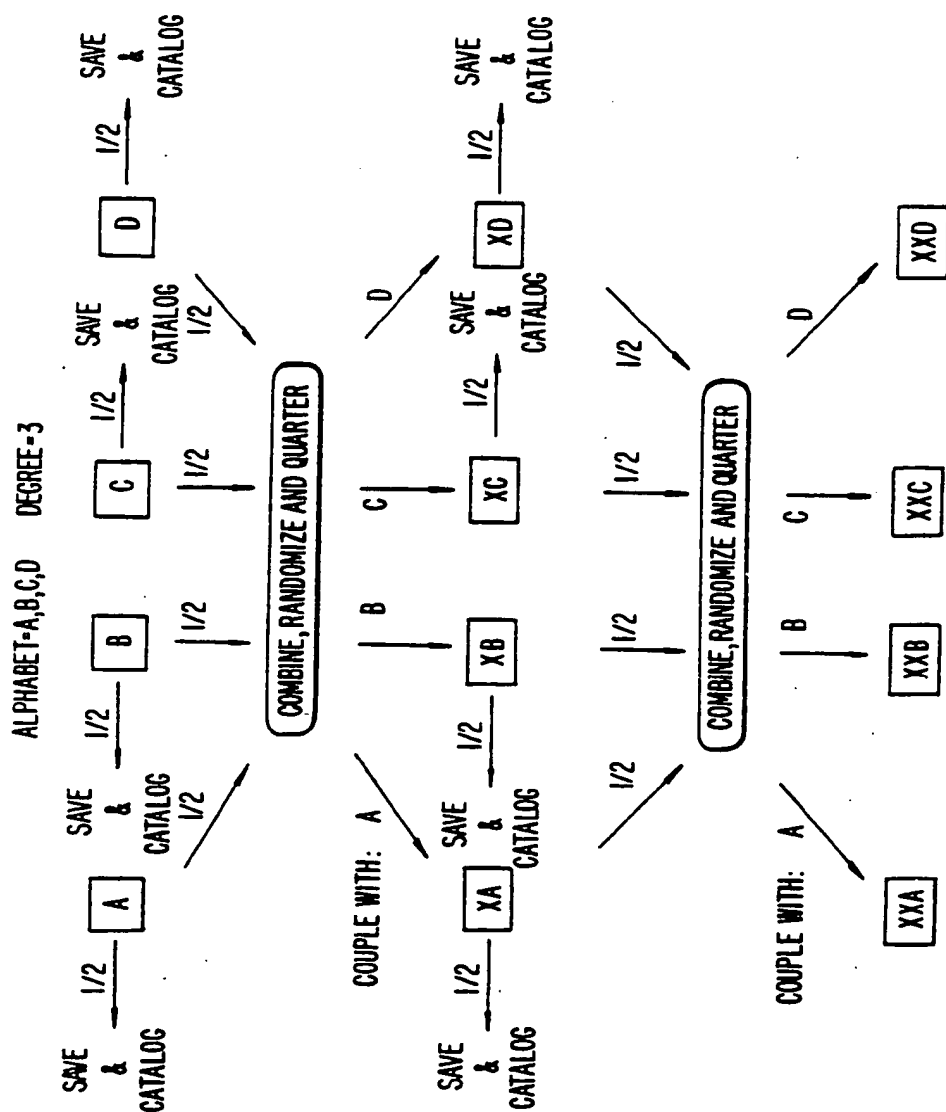 ALPHABET=A,B,C,D DEGREE=3
SAVE
&
CATALOG
1/2
A
1/2
SAVE
&
CATALOG
1/2
B
1/2
C
1/2
SAVE
&
CATALOG
1/2
D
1/2
SAVE
&
CATALOG
1/2
1/2
COMBINE, RANDOMIZE AND QUARTER
COUPLE WITH: A
B
C
D
SAVE
&
CATALOG
1/2
XA
SAVE
&
CATALOG
1/2
XB
XC
1/2
SAVE
&
CATALOG
XD
1/2
SAVE
&
CATALOG
1/2
1/2
1/2
1/2
COMBINE, RANDOMIZE AND QUARTER
COUPLE WITH: A
B
C
D
XXA
XXB
XXC
XXD